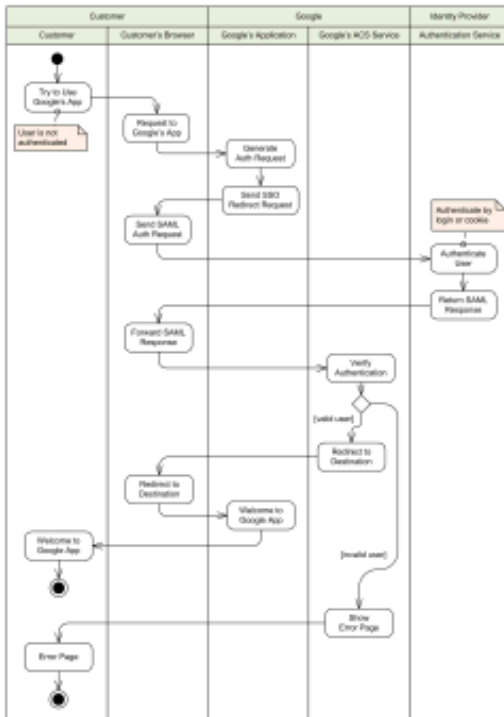 Customer
Google
Identity Provider
Customer
Customer's Browser
Google's Application
Google's ACS Service
Authentication Service
Try to Use
Google's App
User is not
authenticated
Request to
Google's App
Generate
Auth Request
Send SSO
Redirect Request
Send SAML
Auth Request
Authenticate by
login or cookie
Authenticate
User
Return SAML
Response
Forward SAML
Response
Verify
Authentication
[valid user]
Redirect to
Destination
Redirect to
Destination
Welcome to
Google App
Welcome to
Google App
[invalid user]
Show
Error Page
Error Page